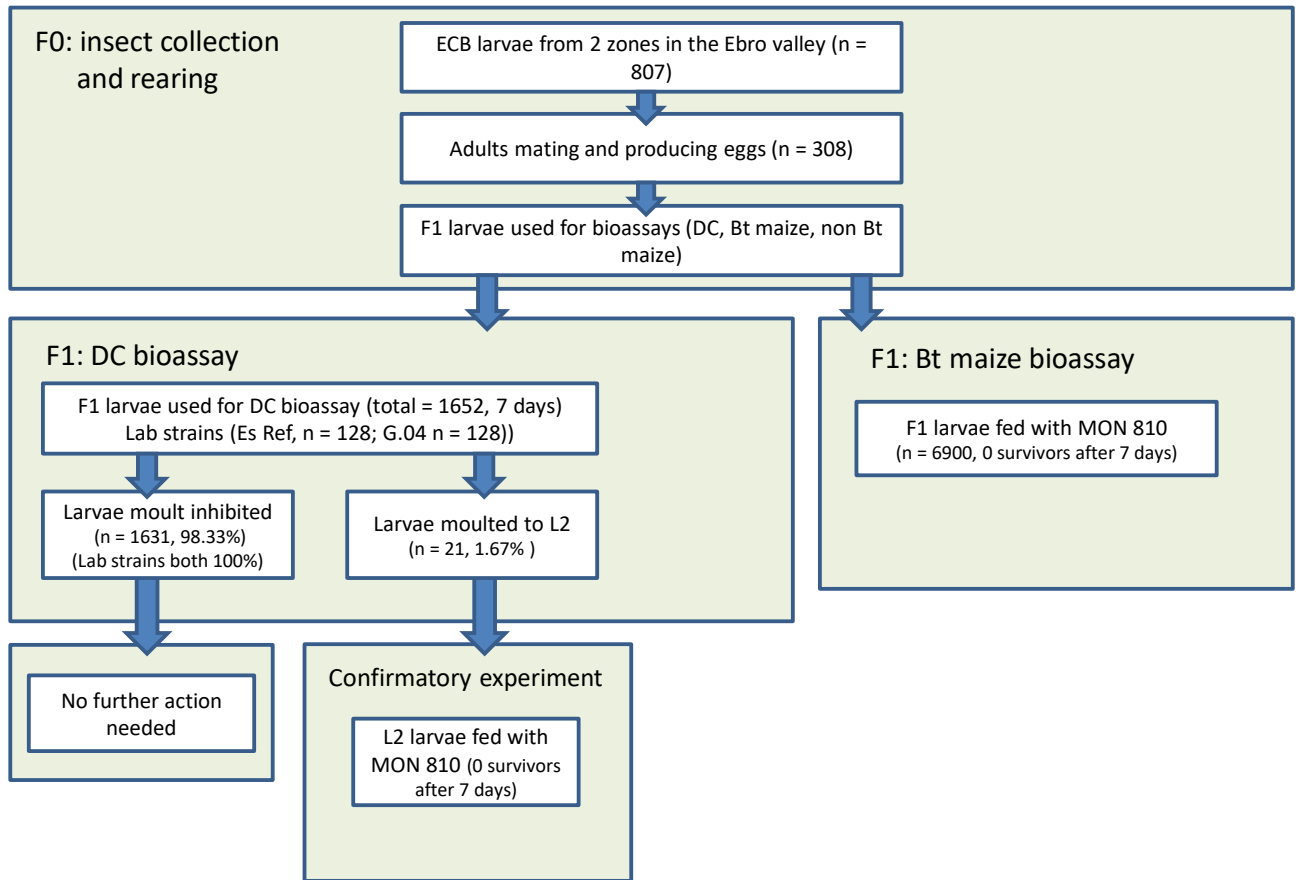 F0: insect collection
and rearing
ECB larvae from 2 zones in the Ebro valley (n =
807)
Adults mating and producing eggs (n = 308)
F1 larvae used for bioassays (DC, Bt maize, non Bt
maize)
F1: DC bioassay
F1 larvae used for DC bioassay (total = 1652, 7 days)
Lab strains (Es Ref, n = 128; G.04 n = 128))
Larvae moult inhibited
(n = 1631, 98.33%)
(Lab strains both 100%)
Larvae moulted to L2
(n = 21, 1.67% )
F1: Bt maize bioassay
F1 larvae fed with MON 810
(n = 6900, 0 survivors after 7 days)
No further action
needed
Confirmatory experiment
L2 larvae fed with
MON 810 (0 survivors
after 7 days)